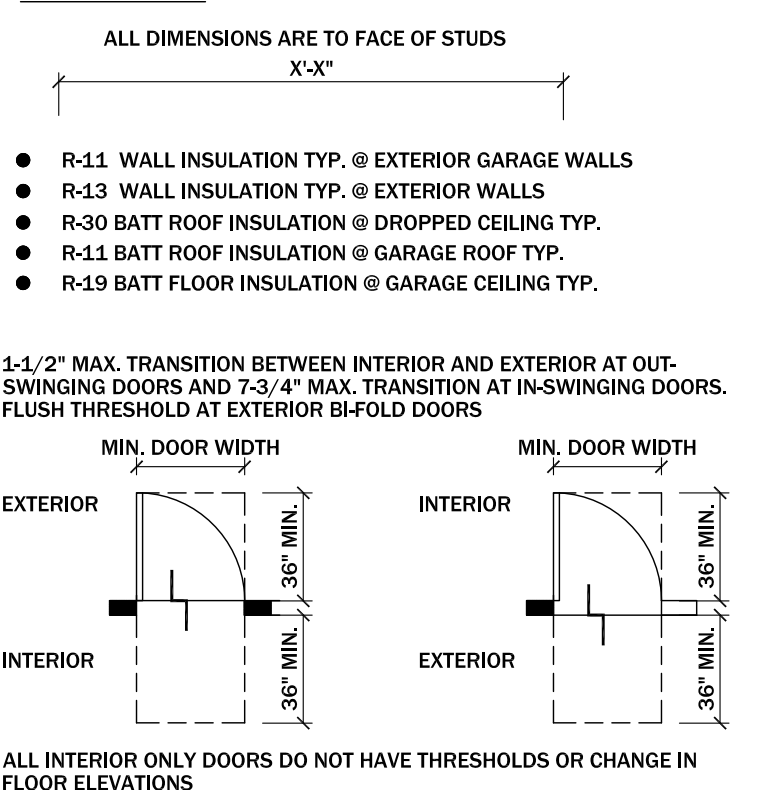 ALL DIMENSIONS ARE TO FACE OF STUDS
X'-X"
● R-11 WALL INSULATION TYP. @ EXTERIOR GARAGE WALLS
● R-13 WALL INSULATION TYP. @ EXTERIOR WALLS
● R-30 BATT ROOF INSULATION @ DROPPED CEILING TYP.
● R-11 BATT ROOF INSULATION @ GARAGE ROOF TYP.
● R-19 BATT FLOOR INSULATION @ GARAGE CEILING TYP.
1-1/2" MAX. TRANSITION BETWEEN INTERIOR AND EXTERIOR AT OUT-
SWINGING DOORS AND 7-3/4" MAX. TRANSITION AT IN-SWINGING DOORS.
FLUSH THRESHOLD AT EXTERIOR BI-FOLD DOORS
MIN. DOOR WIDTH
EXTERIOR
36" MIN.
INTERIOR
36" MIN.
MIN. DOOR WIDTH
INTERIOR
36" MIN.
EXTERIOR
36" MIN.
ALL INTERIOR ONLY DOORS DO NOT HAVE THRESHOLDS OR CHANGE IN
FLOOR ELEVATIONS